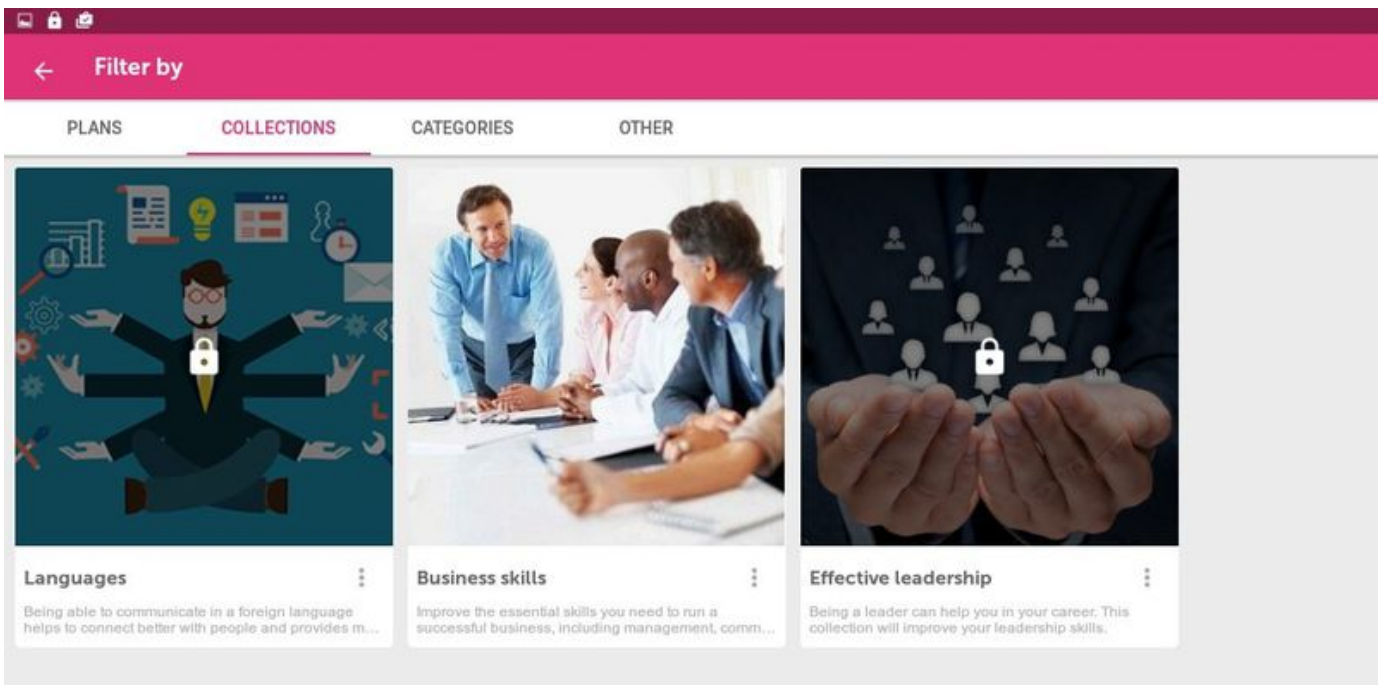 Filter by
PLANS COLLECTIONS CATEGORIES OTHER
Languages
Being able to communicate in a foreign language
helps to connect better with people and provides m...
Business skills
Improve the essential skills you need to run a
successful business, including management, comm...
Effective leadership
Being a leader can help you in your career. This
collection will improve your leadership skills.